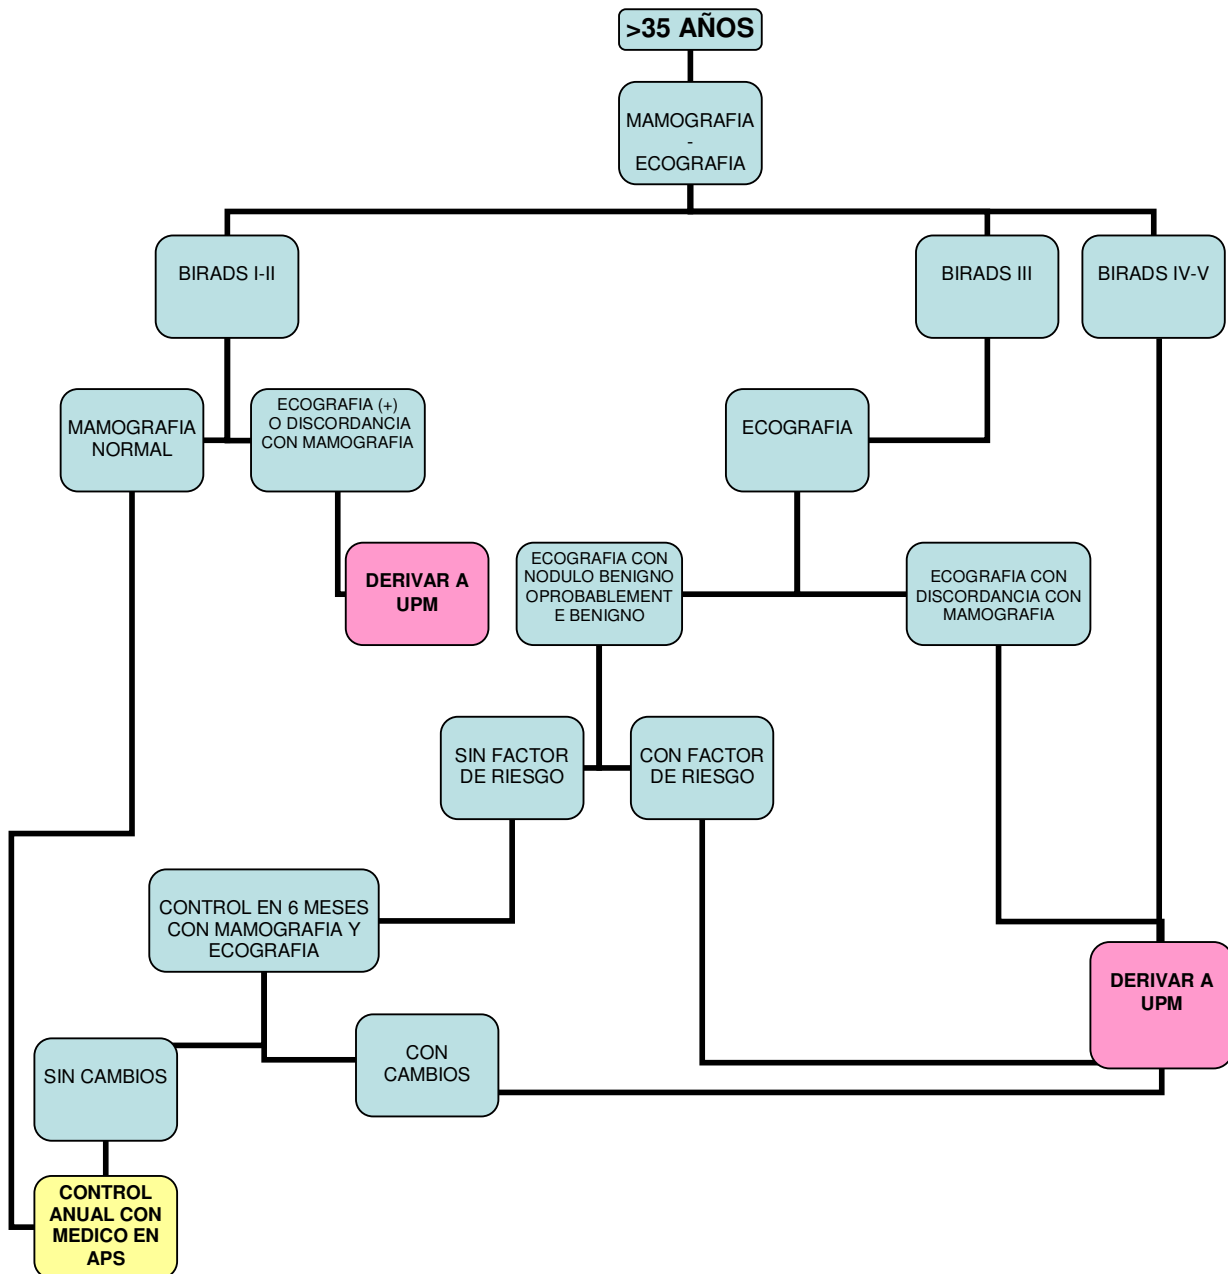 >35 AÑOS
MAMOGRAFIA
-
ECOGRAFIA
BIRADS I-II
BIRADS III
BIRADS IV-V
MAMOGRAFIA
NORMAL
ECOGRAFIA (+)
O DISCORDANCIA
CON MAMOGRAFIA
ECOGRAFIA
DERIVAR A
UPM
ECOGRAFIA CON
NODULO BENIGNO
OPROBABLEMENT
E BENIGNO
ECOGRAFIA CON
DISCORDANCIA CON
MAMOGRAFIA
SIN FACTOR
DE RIESGO
CON FACTOR
DE RIESGO
CONTROL EN 6 MESES
CON MAMOGRAFIA Y
ECOGRAFIA
DERIVAR A
UPM
SIN CAMBIOS
CON
CAMBIOS
CONTROL
ANUAL CON
MEDICO EN
APS